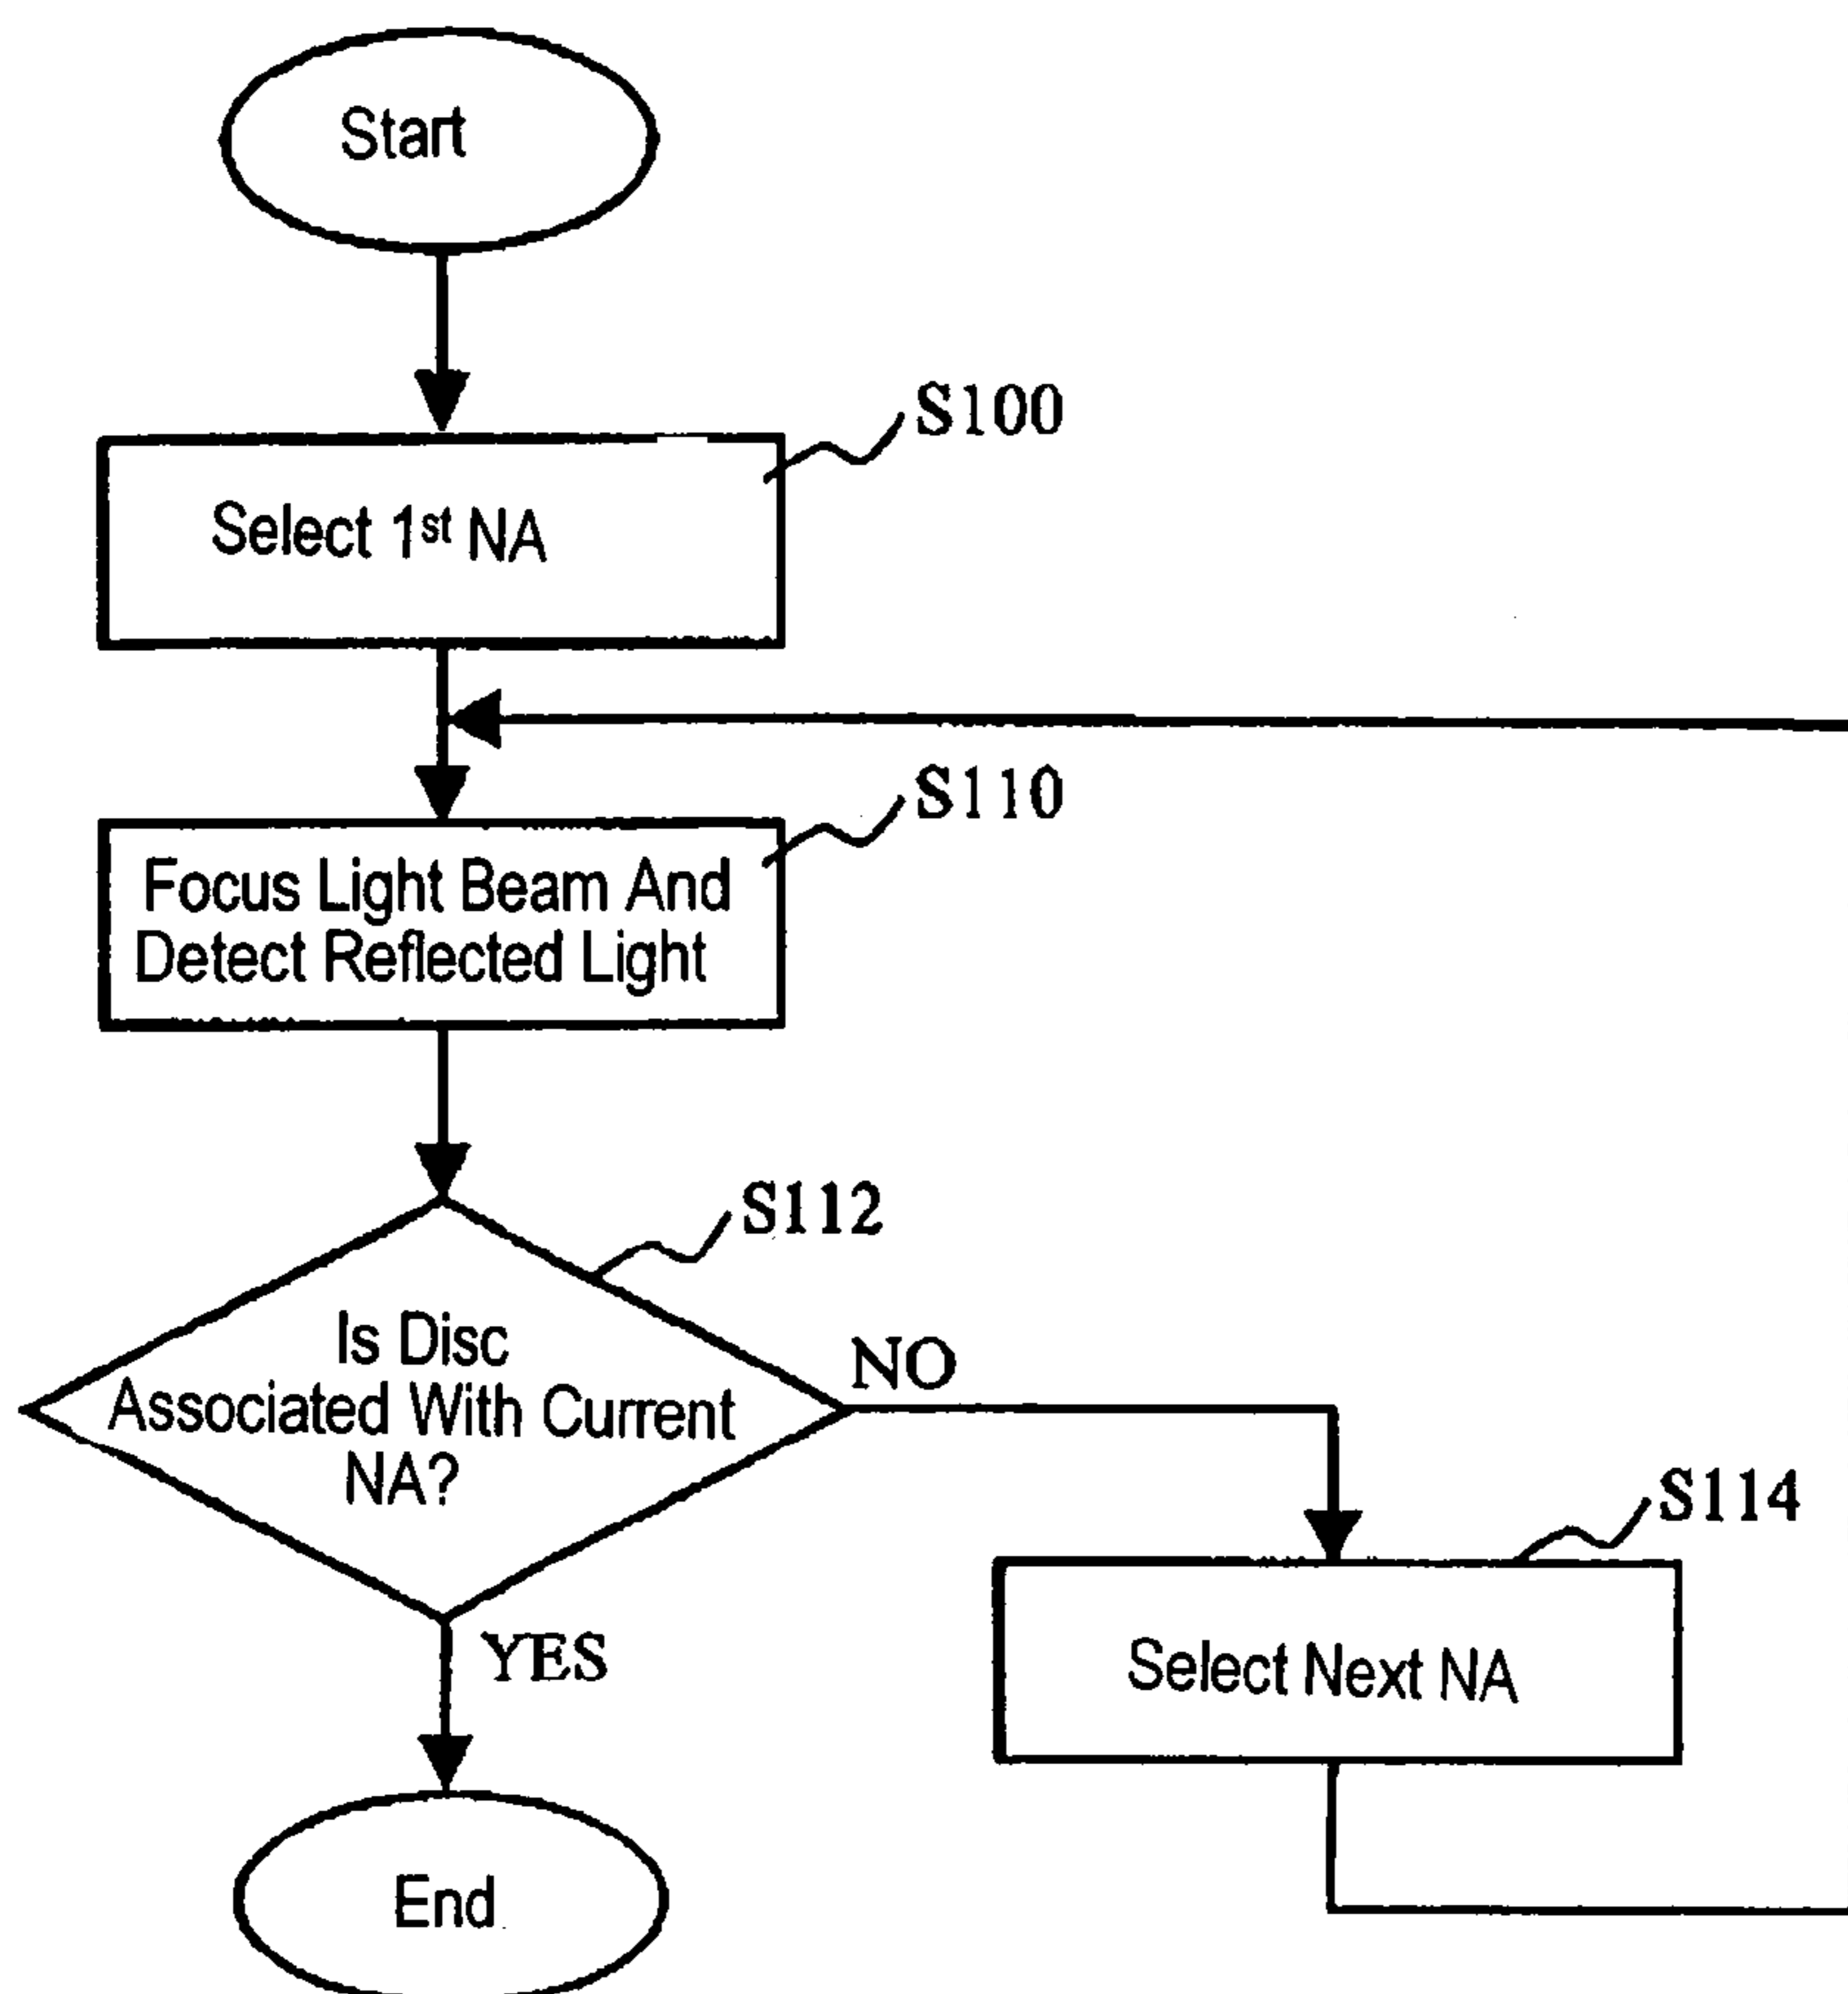 Start
S100
Select 1st NA
S110
Focus Light Beam And
Detect Reflected Light
S112
Is Disc
Associated With Current
NA?
NO
S114
Select Next NA
YES
End